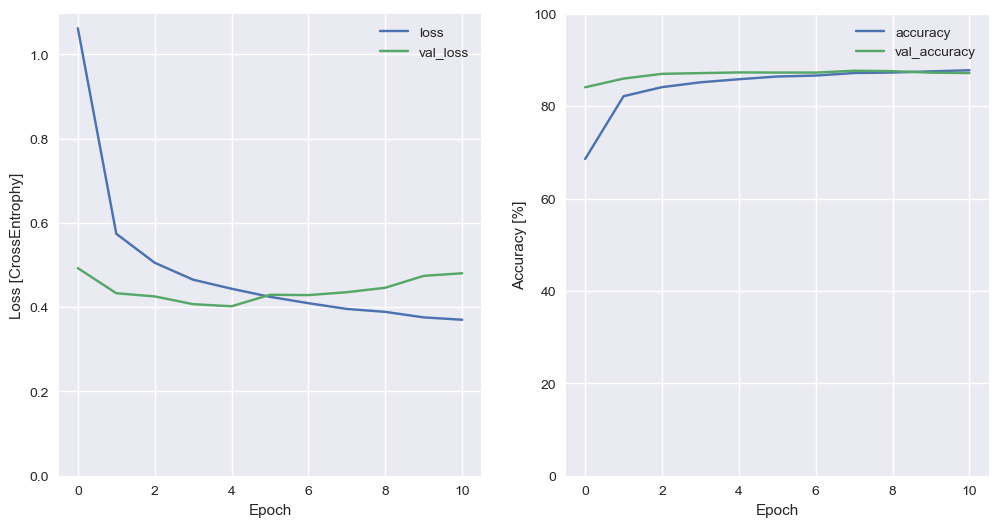 loss
val_loss
1.0
0.8
0.6
0.4
0.2
0.0
0 2 4 6 8 10
Epoch
Loss [CrossEntrophy]
accuracy
val_accuracy
100
80
60
40
20
0
0 2 4 6 8 10
Epoch
Accuracy [%]